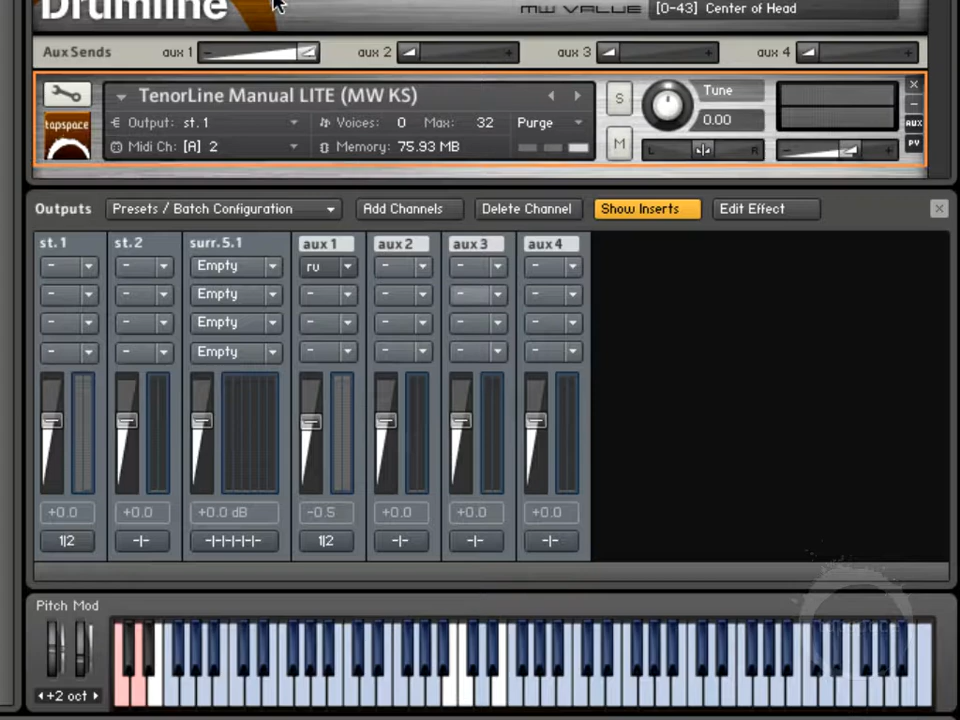 Drumline
MW VALUE [0-43] Center of Head
Aux Sends aux 1 aux 2 aux 3 aux 4
TenorLine Manual LITE (MW KS) S Tune
tapspace Output: st. 1 Voices: 0 Max: 32 Purge 0.00 AUX
Midi Ch: [A] 2 Memory: 75.93 MB M L R PV
Outputs Presets / Batch Configuration Add Channels Delete Channel Show Inserts Edit Effect
st. 1 st. 2 surr. 5.1 aux 1 aux 2 aux 3 aux 4
- - Empty rv - - -
- - Empty - - - -
- - Empty - - - -
- - Empty - - - -
+0.0 +0.0 +0.0 dB -0.5 +0.0 +0.0 +0.0
1|2 -|- -|-|-|-|-|- 1|2 -|- -|- -|-
Pitch Mod
+2 oct